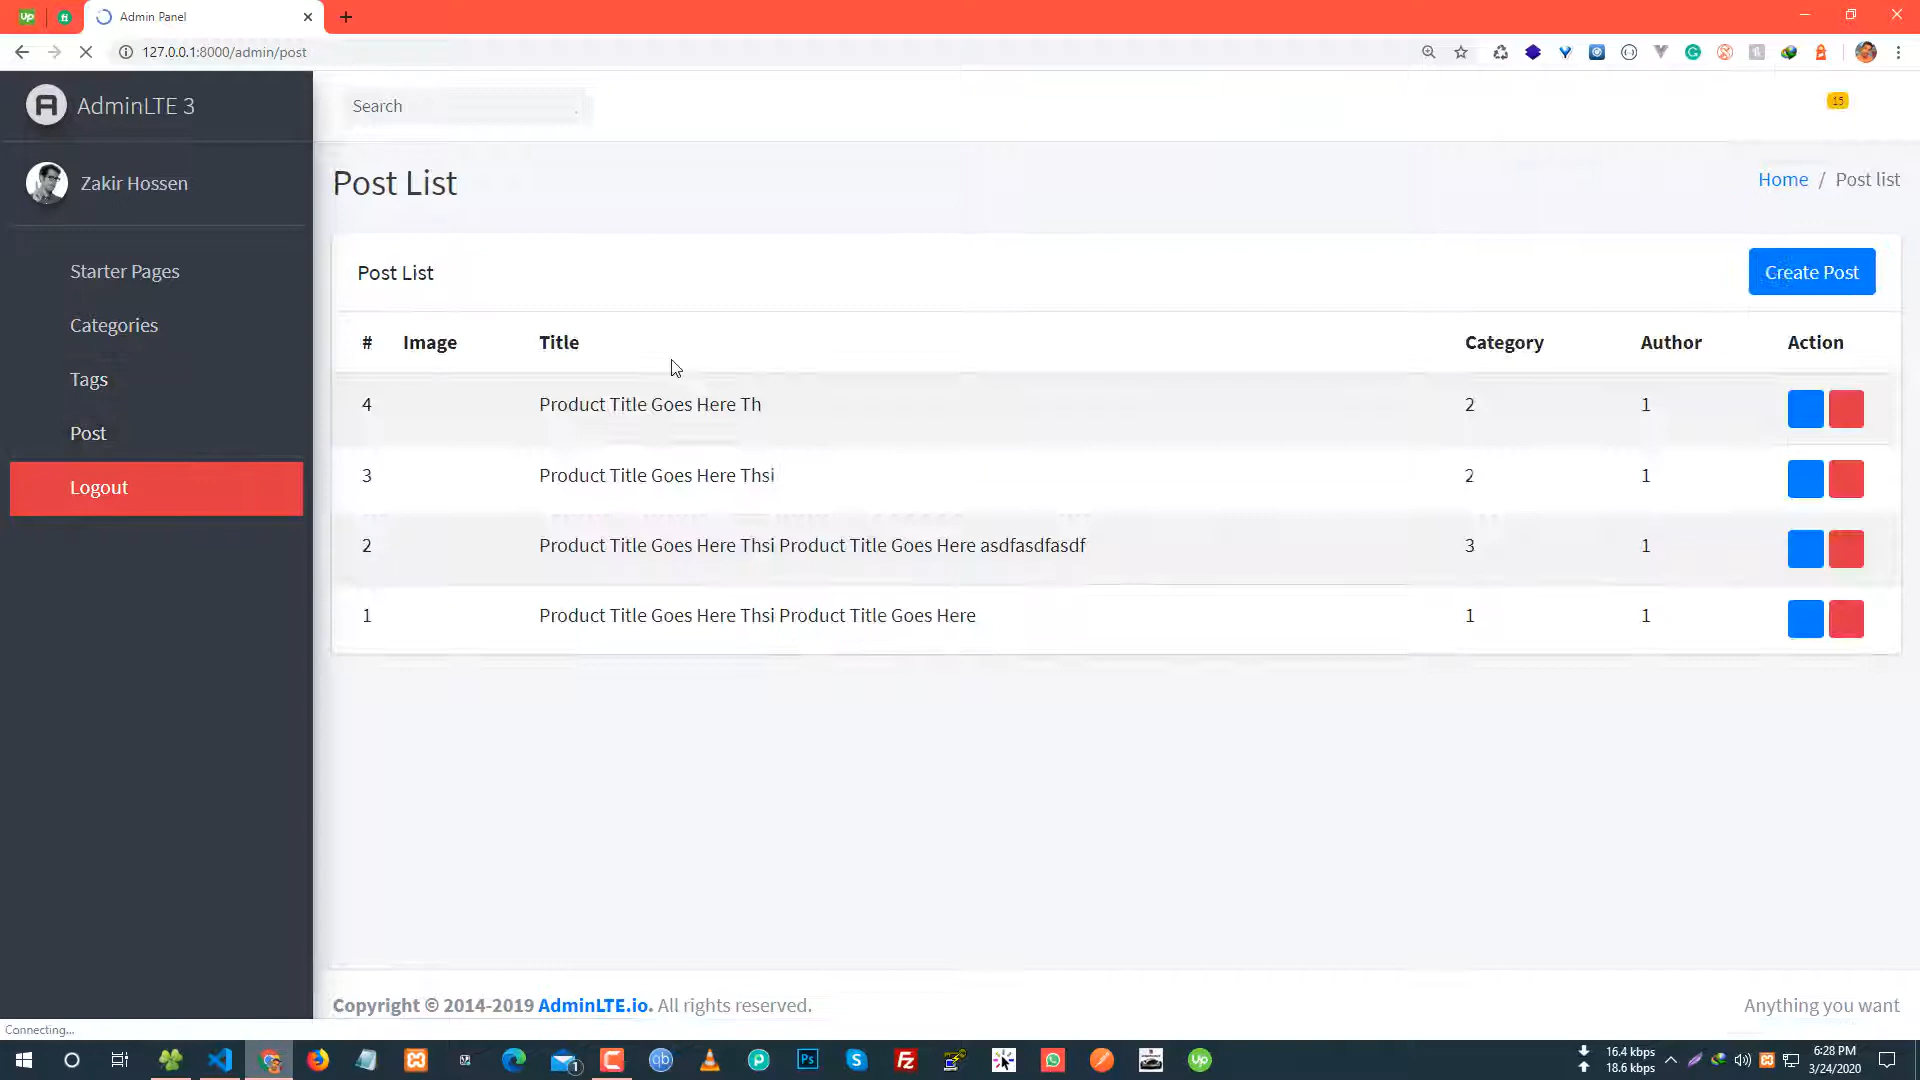 Admin Panel
127.0.0.1:8000/admin/post
AdminLTE 3
Search
15
Zakir Hossen
Post List
Home / Post list
Starter Pages
Categories
Tags
Post
Logout
Post List
Create Post
# Image Title Category Author Action
4 Product Title Goes Here Th 2 1
3 Product Title Goes Here Thsi 2 1
2 Product Title Goes Here Thsi Product Title Goes Here asdfasdfasdf 3 1
1 Product Title Goes Here Thsi Product Title Goes Here 1 1
Copyright © 2014-2019 AdminLTE.io. All rights reserved.
Anything you want
Connecting...
16.4 kbps
18.6 kbps
6:28 PM
3/24/2020